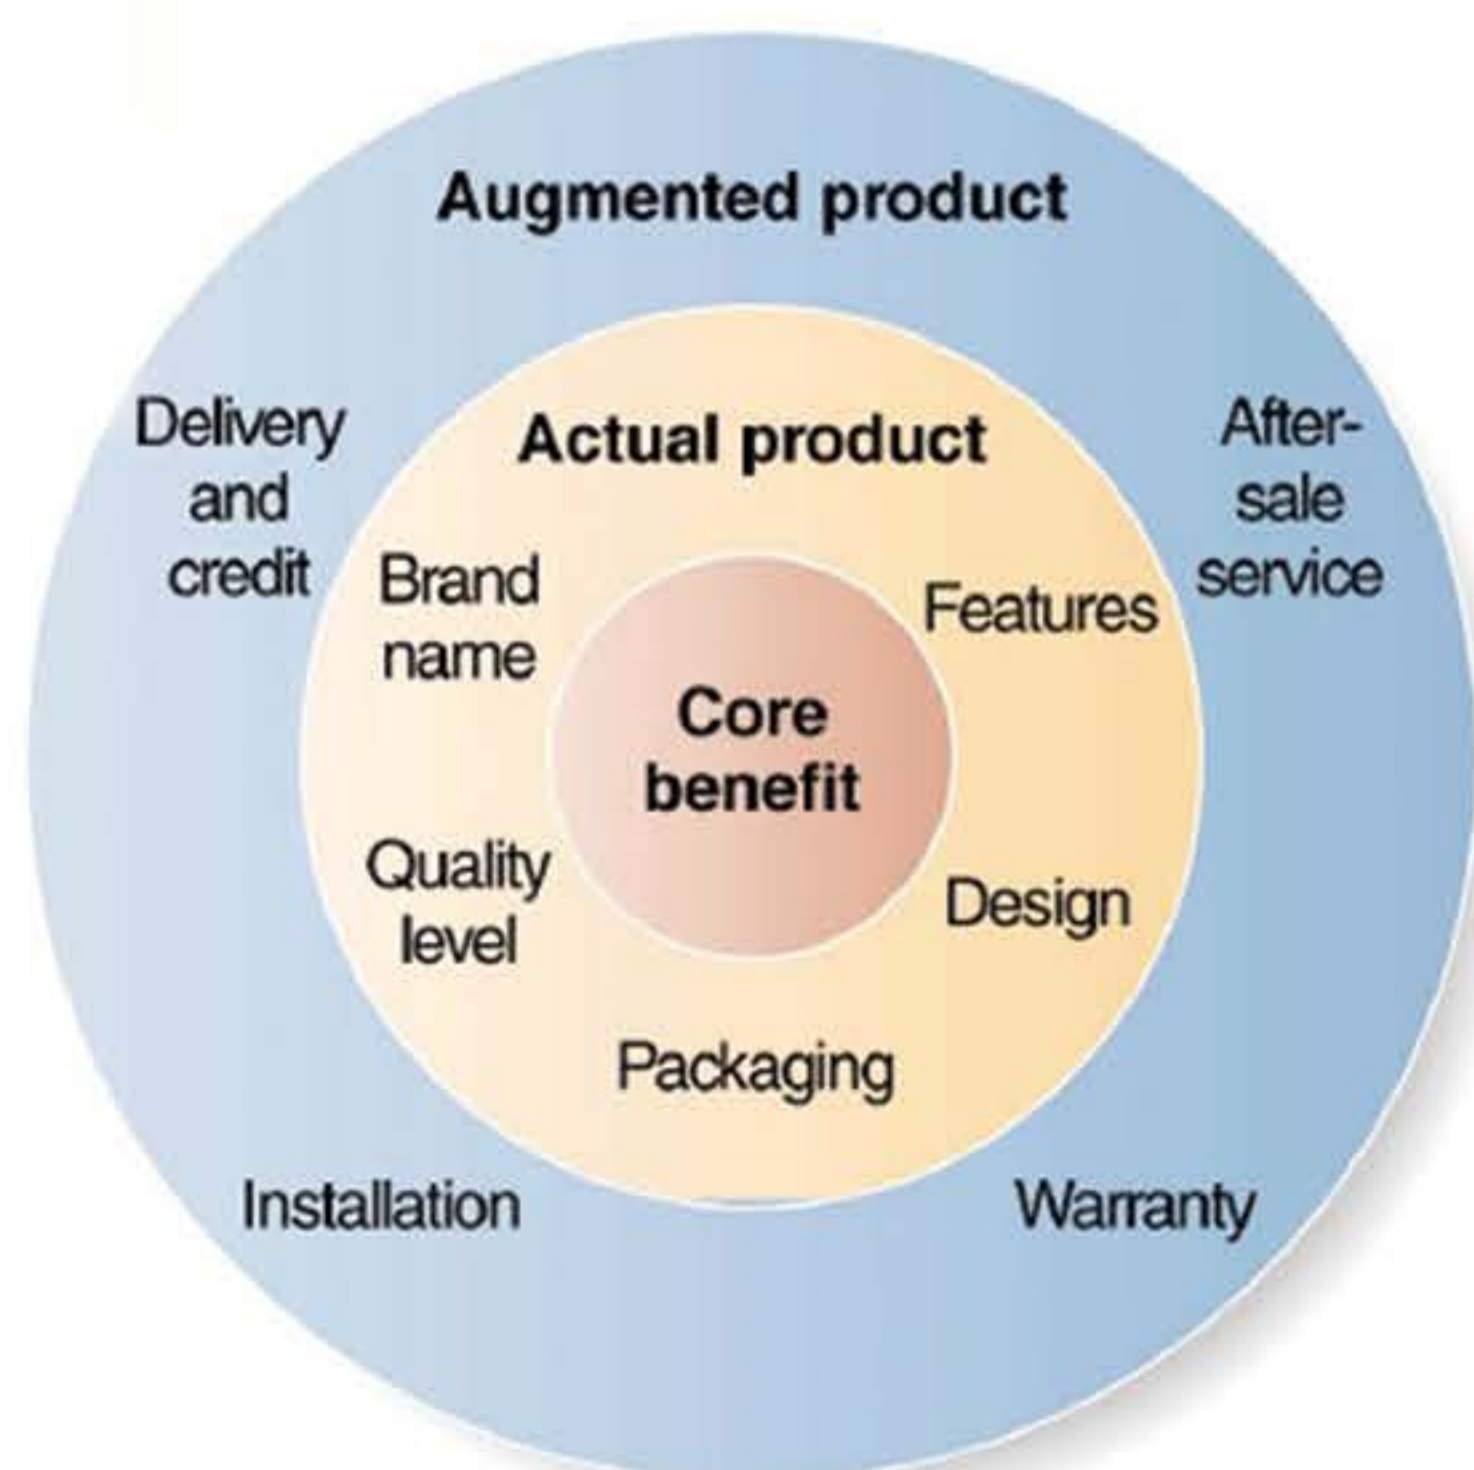 Augmented product
Delivery
and
credit
After-
sale
service
Actual product
Brand
name
Features
Core
benefit
Quality
level
Design
Packaging
Installation
Warranty